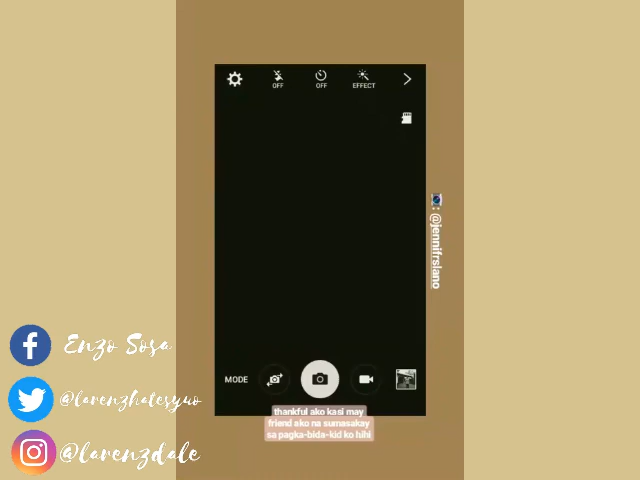 OFF
OFF
EFFECT
: @jennifrslano
MODE
thankful ako kasi may
friend ako na sumasakay
sa pagka-bida-kid ko hihi
Enzo Sosa
@larenzhatesyuo
@larenzdale